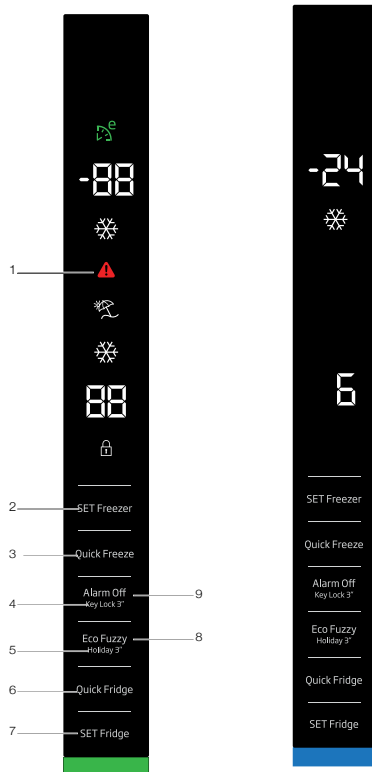 e
-88
1
88
2
SET Freezer
3
Quick Freeze
Alarm Off
9
4
Key Lock 3"
Eco Fuzzy
8
5
Holiday 3"
6
Quick Fridge
7
SET Fridge
-24
6
SET Freezer
Quick Freeze
Alarm Off
Key Lock 3"
Eco Fuzzy
Holiday 3"
Quick Fridge
SET Fridge